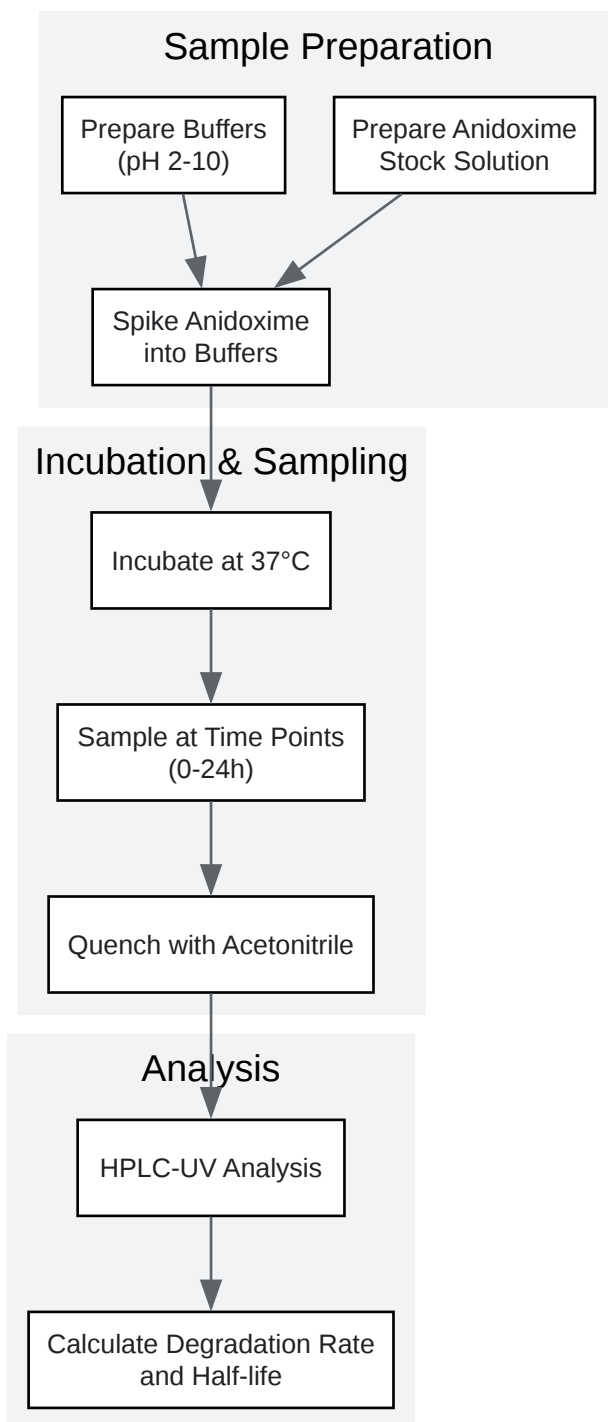 Sample Preparation
Prepare Buffers
(pH 2-10)
Prepare Anidoxime
Stock Solution
Spike Anidoxime
into Buffers
Incubation & Sampling
Incubate at 37°C
Sample at Time Points
(0-24h)
Quench with Acetonitrile
Analysis
HPLC-UV Analysis
Calculate Degradation Rate
and Half-life